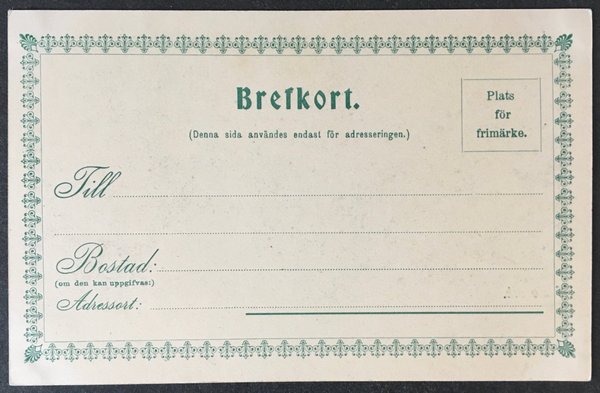 Brefkort.
(Denna sida användes endast för adresseringen.)
Plats
för
frimärke.
Till
Bostad:
(om den kan uppgifvas:)
Adressort: